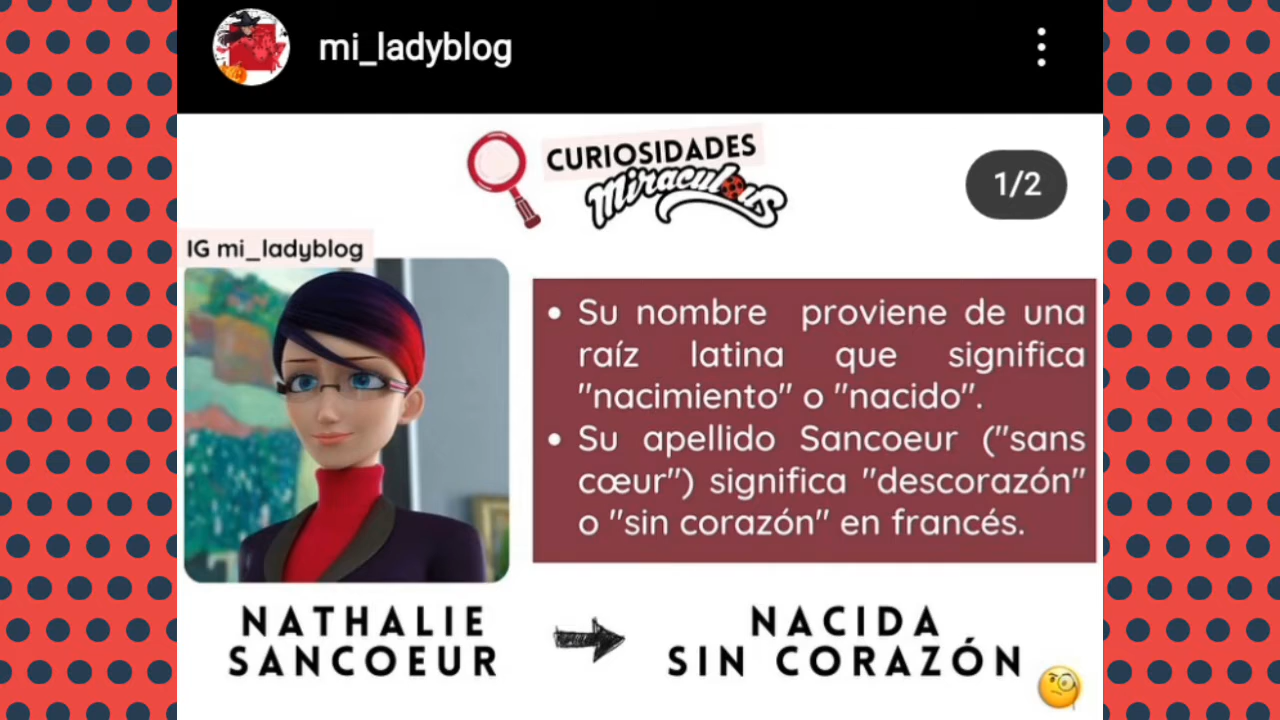 mi_ladyblog
CURIOSIDADES
Miraculous
1/2
IG mi_ladyblog
• Su nombre proviene de una
raíz latina que significa
"nacimiento" o "nacido".
• Su apellido Sancoeur ("sans
cœur") significa "descorazón"
o "sin corazón" en francés.
NATHALIE
SANCOEUR
NACIDA
SIN CORAZÓN